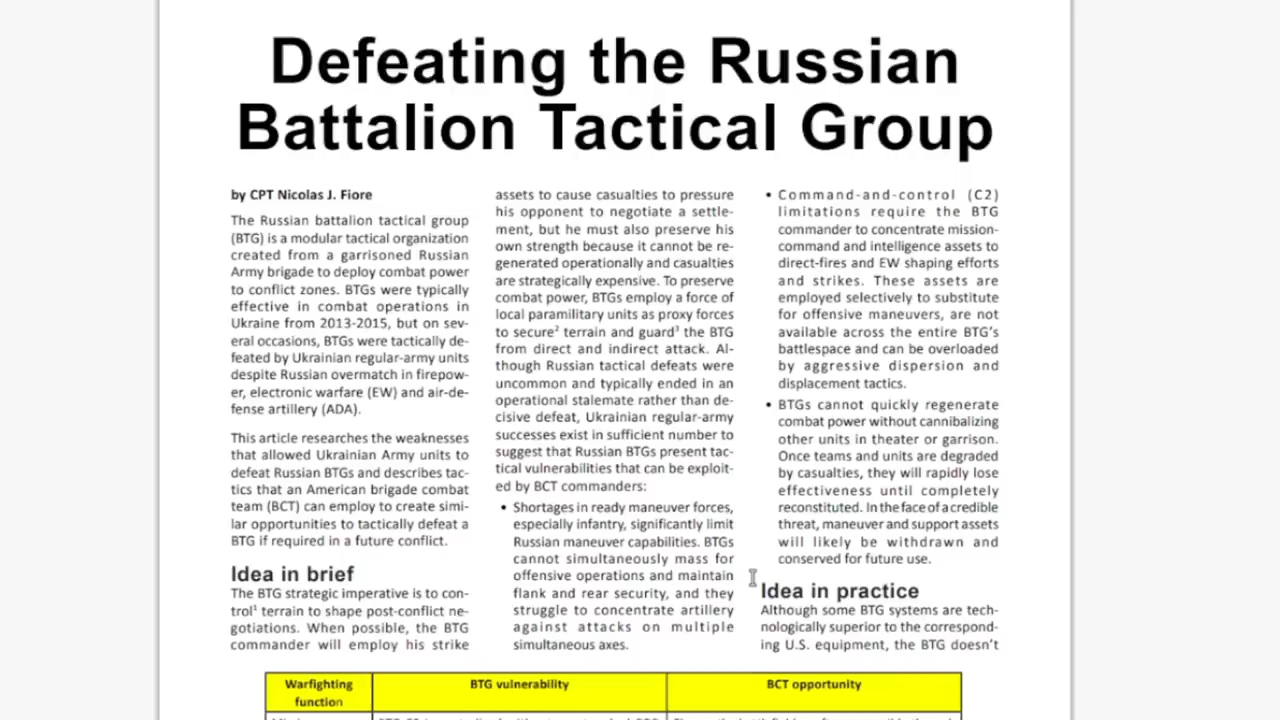 Defeating the Russian
Battalion Tactical Group
by CPT Nicolas J. Fiore
The Russian battalion tactical group
(BTG) is a modular tactical organization
created from a garrisoned Russian
Army brigade to deploy combat power
to conflict zones. BTGs were typically
effective in combat operations in
Ukraine from 2013-2015, but on sev-
eral occasions, BTGs were tactically de-
feated by Ukrainian regular-army units
despite Russian overmatch in firepow-
er, electronic warfare (EW) and air-de-
fense artillery (ADA).
This article researches the weaknesses
that allowed Ukrainian Army units to
defeat Russian BTGs and describes tac-
tics that an American brigade combat
team (BCT) can employ to create simi-
lar opportunities to tactically defeat a
BTG if required in a future conflict.
Idea in brief
The BTG strategic imperative is to con-
trol¹ terrain to shape post-conflict ne-
gotiations. When possible, the BTG
commander will employ his strike
assets to cause casualties to pressure
his opponent to negotiate a settle-
ment, but he must also preserve his
own strength because it cannot be re-
generated operationally and casualties
are strategically expensive. To preserve
combat power, BTGs employ a force of
local paramilitary units as proxy forces
to secure² terrain and guard³ the BTG
from direct and indirect attack. Al-
though Russian tactical defeats were
uncommon and typically ended in an
operational stalemate rather than de-
cisive defeat, Ukrainian regular-army
successes exist in sufficient number to
suggest that Russian BTGs present tac-
tical vulnerabilities that can be exploit-
ed by BCT commanders:
• Shortages in ready maneuver forces,
especially infantry, significantly limit
Russian maneuver capabilities. BTGs
cannot simultaneously mass for
offensive operations and maintain
flank and rear security, and they
struggle to concentrate artillery
against attacks on multiple
simultaneous axes.
• Command-and-control (C2)
limitations require the BTG
commander to concentrate mission-
command and intelligence assets to
direct-fires and EW shaping efforts
and strikes. These assets are
employed selectively to substitute
for offensive maneuvers, are not
available across the entire BTG's
battlespace and can be overloaded
by aggressive dispersion and
displacement tactics.
• BTGs cannot quickly regenerate
combat power without cannibalizing
other units in theater or garrison.
Once teams and units are degraded
by casualties, they will rapidly lose
effectiveness until completely
reconstituted. In the face of a credible
threat, maneuver and support assets
will likely be withdrawn and
conserved for future use.
Idea in practice
Although some BTG systems are tech-
nologically superior to the correspond-
ing U.S. equipment, the BTG doesn't
Warfighting
function
BTG vulnerability
BCT opportunity